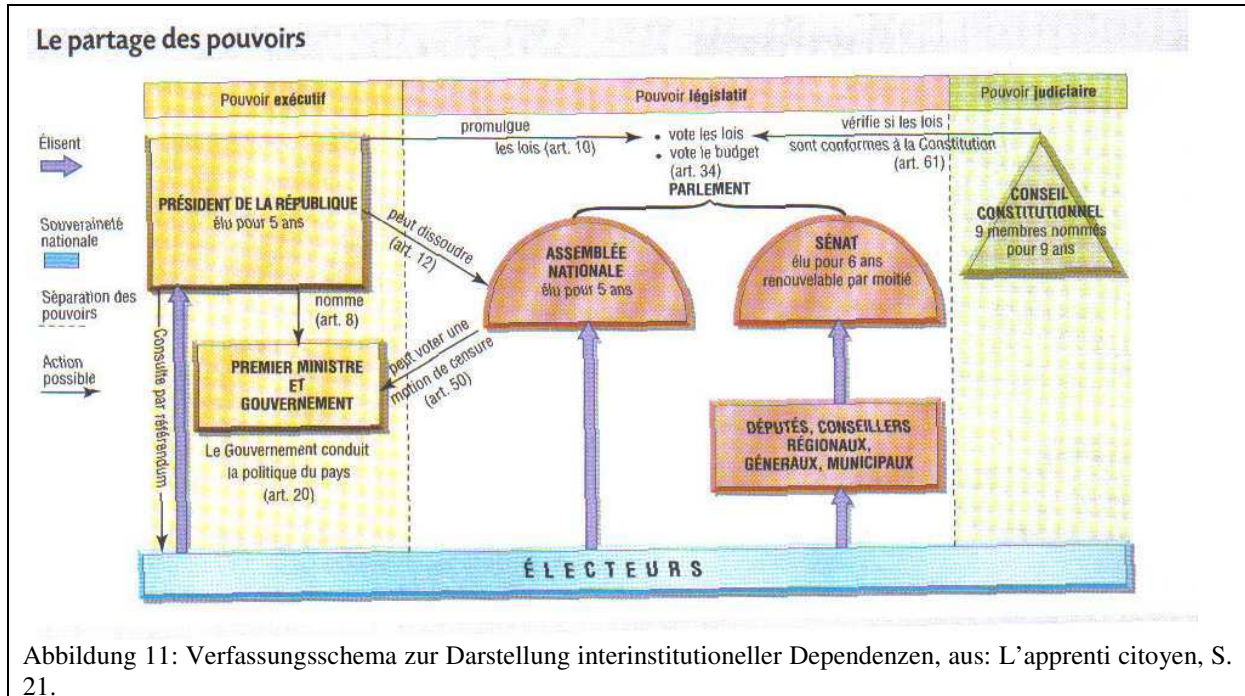 Le partage des pouvoirs
Pouvoir exécutif
Pouvoir législatif
Pouvoir judiciaire
Élisent
Souveraineté
nationale
Séparation des
pouvoirs
Action
possible
promulgue
les lois (art. 10)
• vote les lois
• vote le budget
(art. 34)
PARLEMENT
vérifie si les lois
sont conformes à la Constitution
(art. 61)
PRÉSIDENT DE LA RÉPUBLIQUE
élu pour 5 ans
peut dissoudre
(art. 12)
ASSEMBLÉE
NATIONALE
élu pour 5 ans
SÉNAT
élu pour 6 ans
renouvelable par moitié
CONSEIL
CONSTITUTIONNEL
9 membres nommés
pour 9 ans
nomme
(art. 8)
PREMIER MINISTRE
ET
GOUVERNEMENT
peut voter une
motion de censure
(art. 50)
Le Gouvernement conduit
la politique du pays
(art. 20)
Consulte par référendum
DÉPUTÉS, CONSEILLERS
RÉGIONAUX,
GÉNERAUX, MUNICIPAUX
ÉLECTEURS
Abbildung 11: Verfassungsschema zur Darstellung interinstitutioneller Dependenzen, aus: L’apprenti citoyen, S.
21.